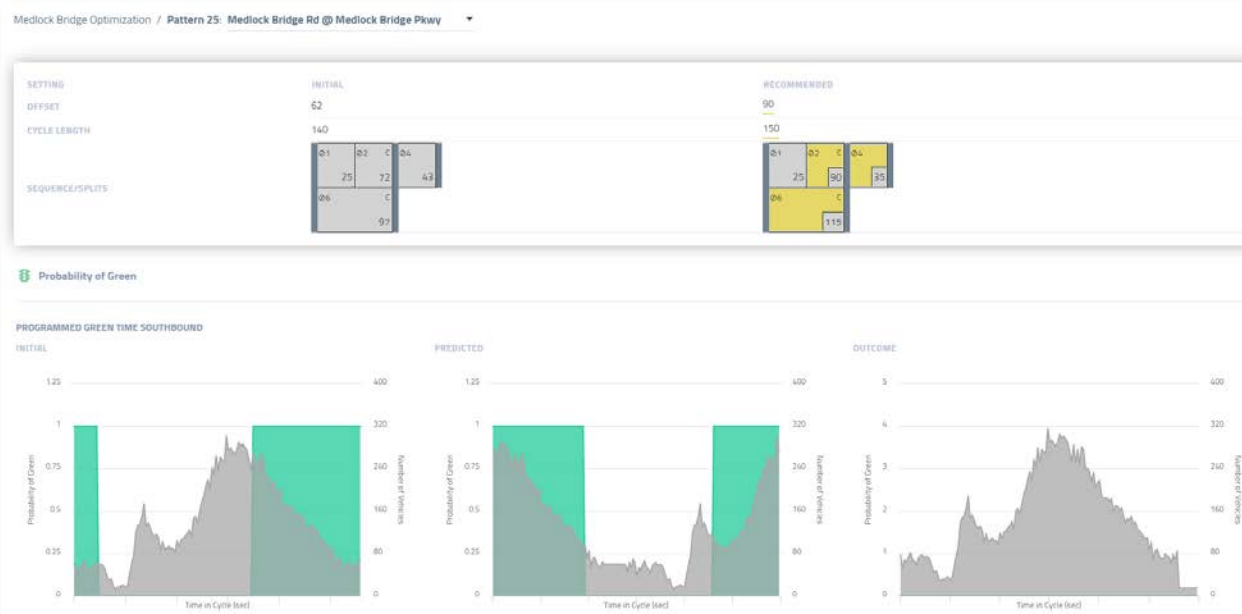 Medlock Bridge Optimization / Pattern 25: Medlock Bridge Rd @ Medlock Bridge Pkwy
SETTING INITIAL RECOMMENDED
OFFSET 62 90
CYCLE LENGTH 140 150
SEQUENCE/SPLITS
Ø1 Ø2 C Ø4 Ø1 Ø2 C Ø4
25 72 43 25 90 35
Ø6 C Ø6 C
97 115
Probability of Green
PROGRAMMED GREEN TIME SOUTHBOUND
INITIAL PREDICTED OUTCOME
1.25 400 1.25 400 5 400
1 320 1 320 4 320
0.75 240 0.75 240 3 240
0.5 160 0.5 160 2 160
0.25 80 0.25 80 1 80
0 0 0 0 0 0
Probability of Green Number of Vehicles Probability of Green Number of Vehicles Probability of Green Number of Vehicles
Time in Cycle (sec) Time in Cycle (sec) Time in Cycle (sec)